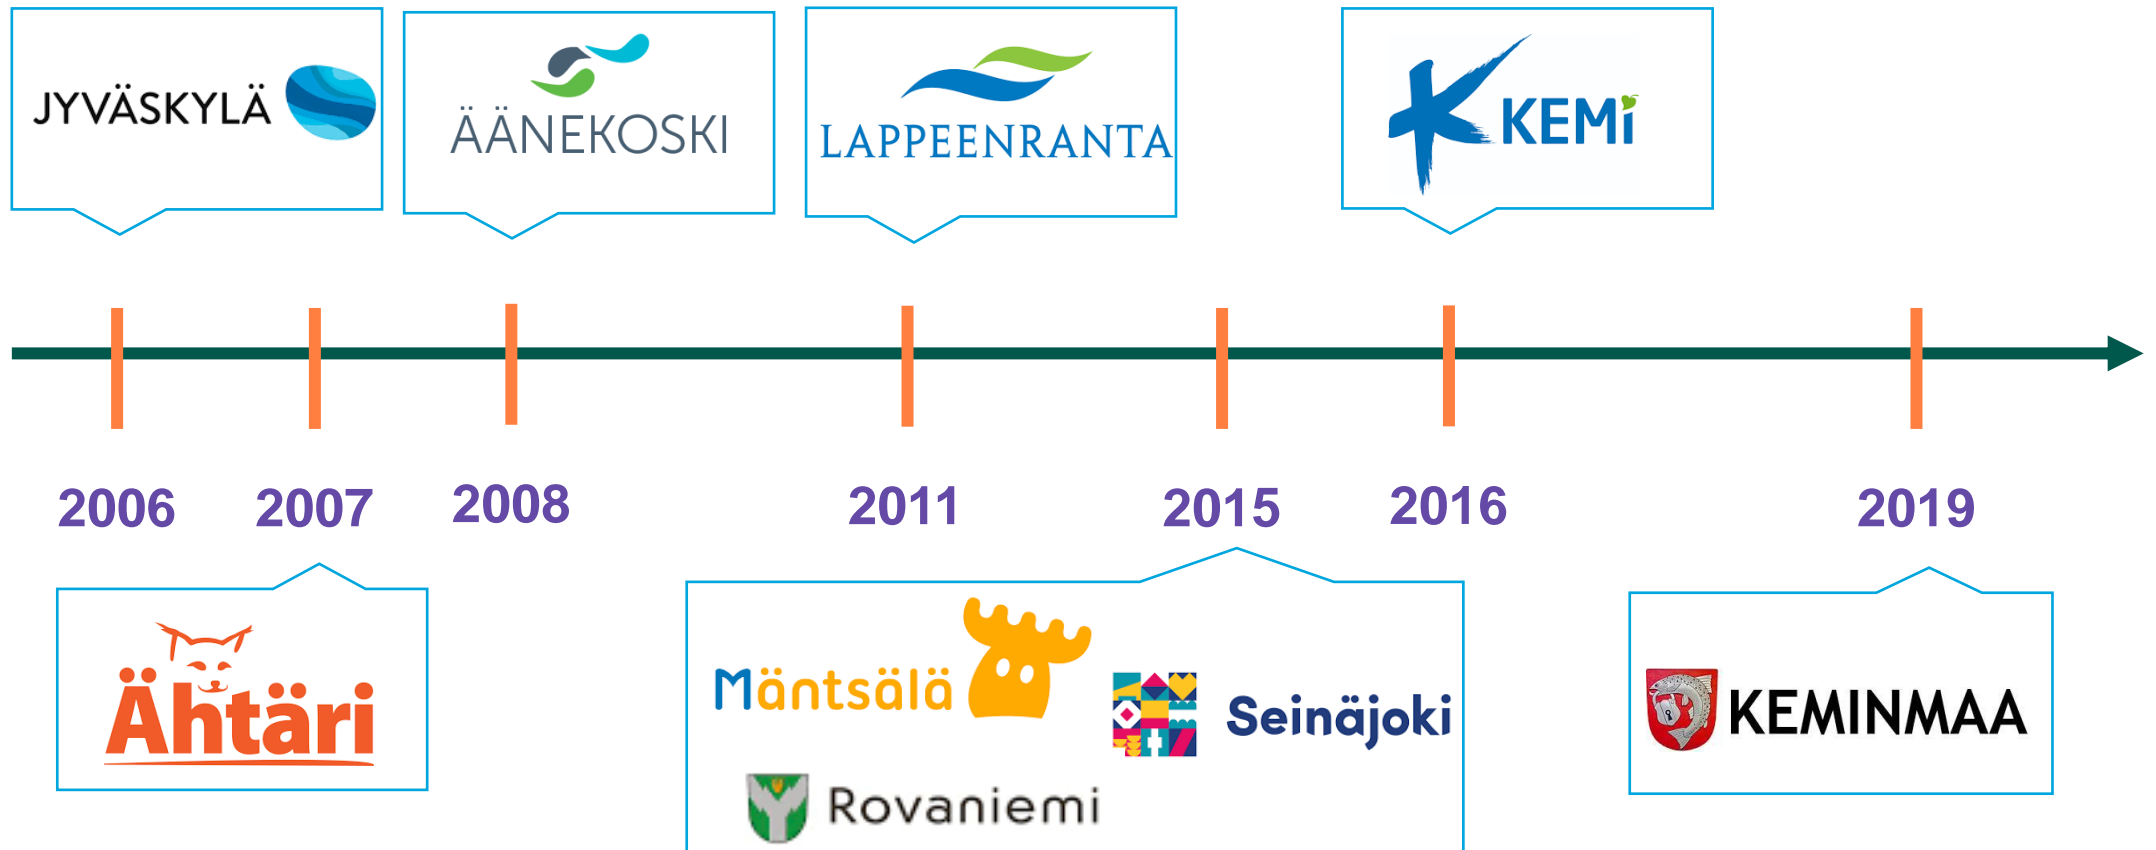 JYVÄSKYLÄ
ÄÄNEKOSKI
LAPPEENRANTA
KEMi
2006
2007
2008
2011
2015
2016
2019
Ähtäri
Mäntsälä
Seinäjoki
Rovaniemi
KEMINMAA